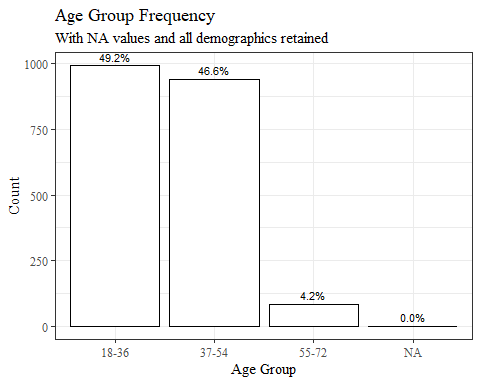 Age Group Frequency
With NA values and all demographics retained
49.2%
46.6%
4.2%
0.0%
1000
750
500
250
0
Count
18-36 37-54 55-72 NA
Age Group